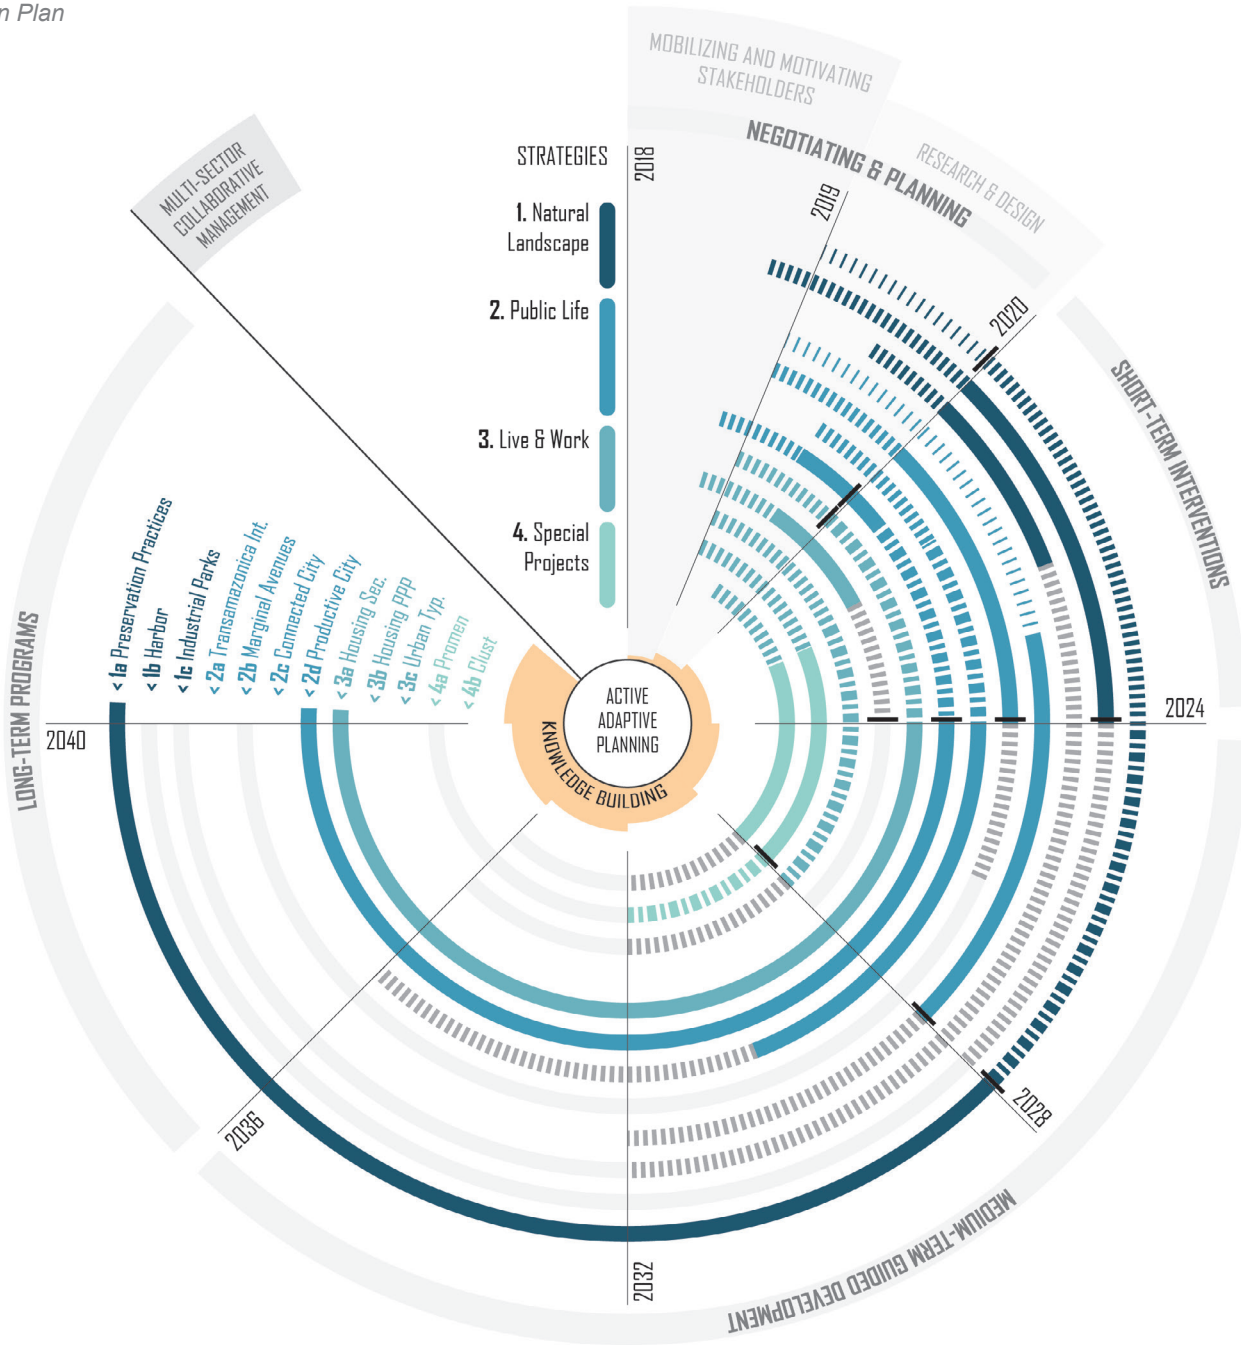 n Plan
MOBILIZING AND MOTIVATING
STAKEHOLDERS
NEGOTIATING & PLANNING
RESEARCH & DESIGN
MULTI-SECTOR
COLLABORATIVE
MANAGEMENT
STRATEGIES
1. Natural
Landscape
2. Public Life
3. Live & Work
4. Special
Projects
2018
2019
2020
SHORT-TERM INTERVENTIONS
2024
2028
MEDIUM-TERM GUIDED DEVELOPMENT
2032
2036
2040
LONG-TERM PROGRAMS
< 1a Preservation Practices
< 1b Harbor
< 1c Industrial Parks
< 2a Transamazonica Int.
< 2b Marginal Avenues
< 2c Connected City
< 2d Productive City
< 3a Housing Sec.
< 3b Housing PPP
< 3c Urban Typ.
< 4a Promen
< 4b Clust
ACTIVE
ADAPTIVE
PLANNING
KNOWLEDGE BUILDING